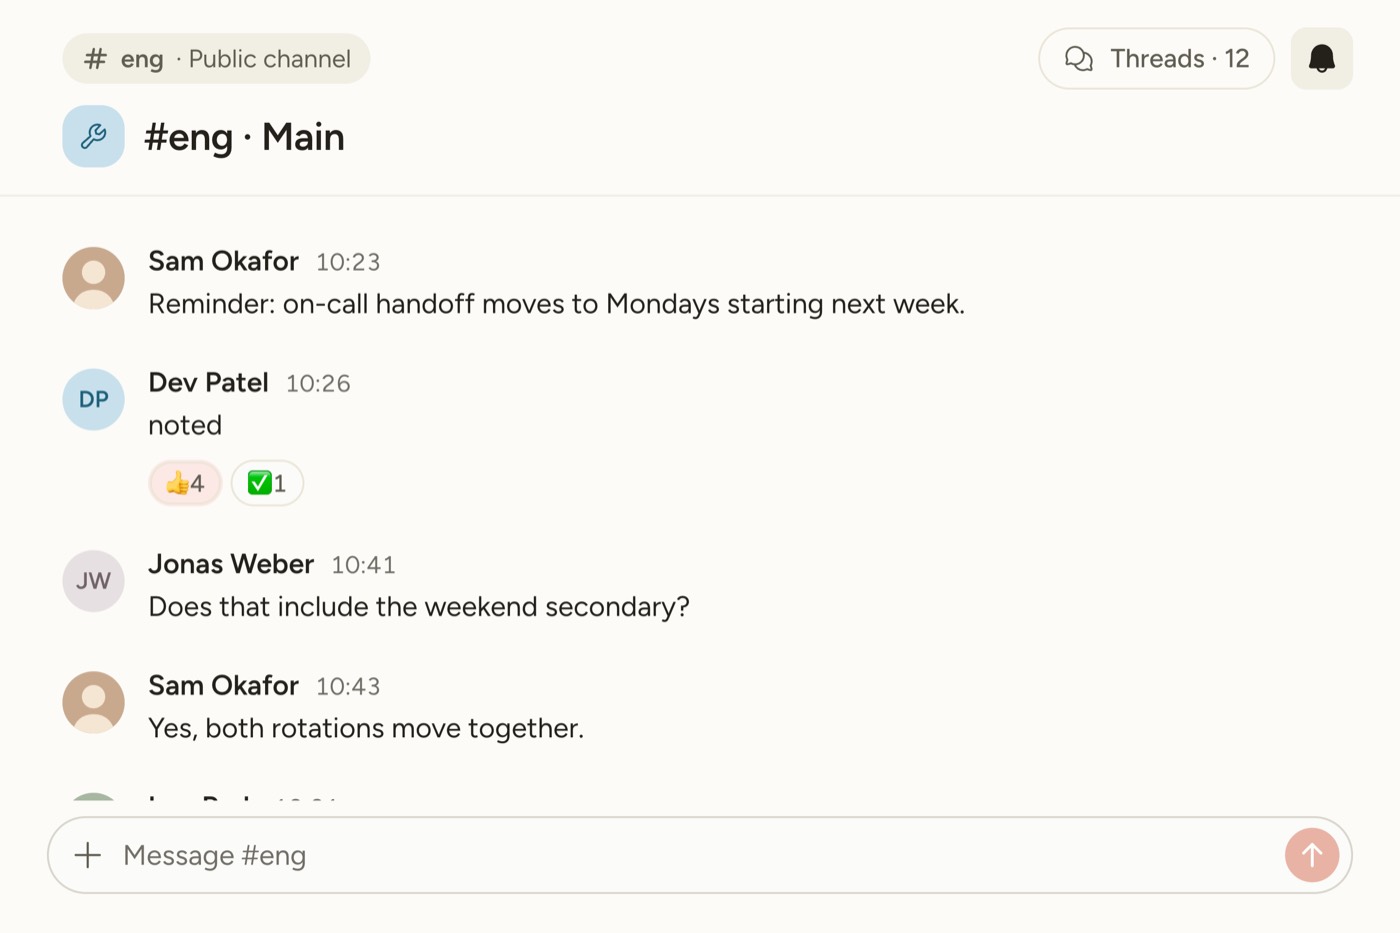 # eng · Public channel
Threads · 12
#eng · Main
Sam Okafor 10:23
Reminder: on-call handoff moves to Mondays starting next week.
DP
Dev Patel 10:26
noted
👍4 ✅1
JW
Jonas Weber 10:41
Does that include the weekend secondary?
Sam Okafor 10:43
Yes, both rotations move together.
Message #eng